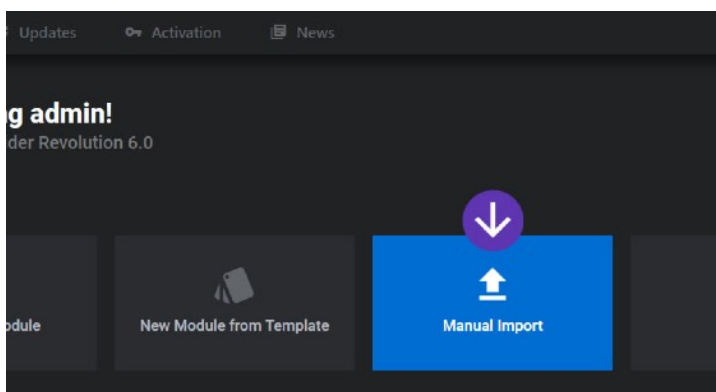 Updates Activation News
g admin!
der Revolution 6.0
odule New Module from Template Manual Import